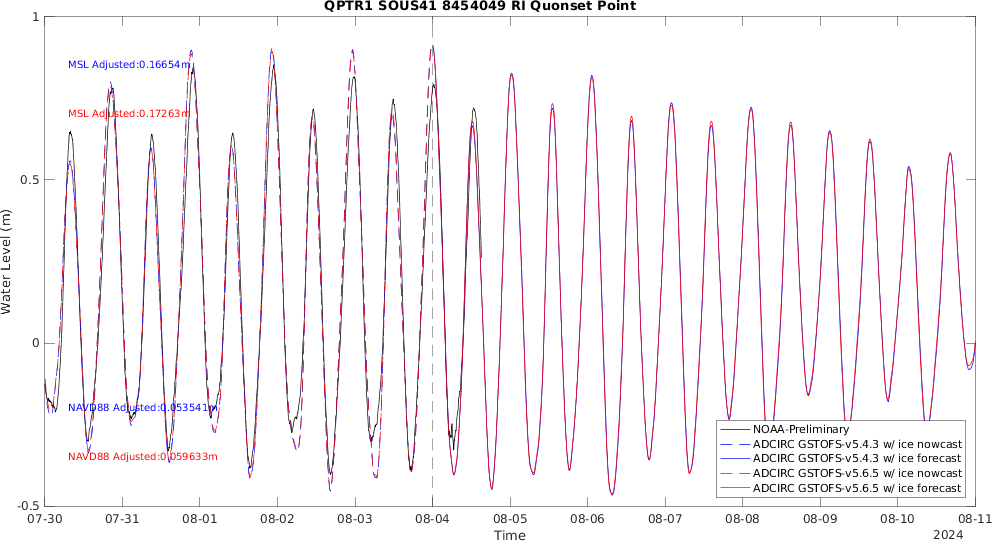 QPTR1 SOUS41 8454049 RI Quonset Point
1
MSL Adjusted:0.16654m
MSL Adjusted:0.17263m
0.5
Water Level (m)
0
NAVD88 Adjusted:0.053541m
NAVD88 Adjusted:0.059633m
NOAA-Preliminary
ADCIRC GSTOFS-v5.4.3 w/ ice nowcast
ADCIRC GSTOFS-v5.4.3 w/ ice forecast
ADCIRC GSTOFS-v5.6.5 w/ ice nowcast
ADCIRC GSTOFS-v5.6.5 w/ ice forecast
-0.5
07-30 07-31 08-01 08-02 08-03 08-04 08-05 08-06 08-07 08-08 08-09 08-10 08-11
Time
2024